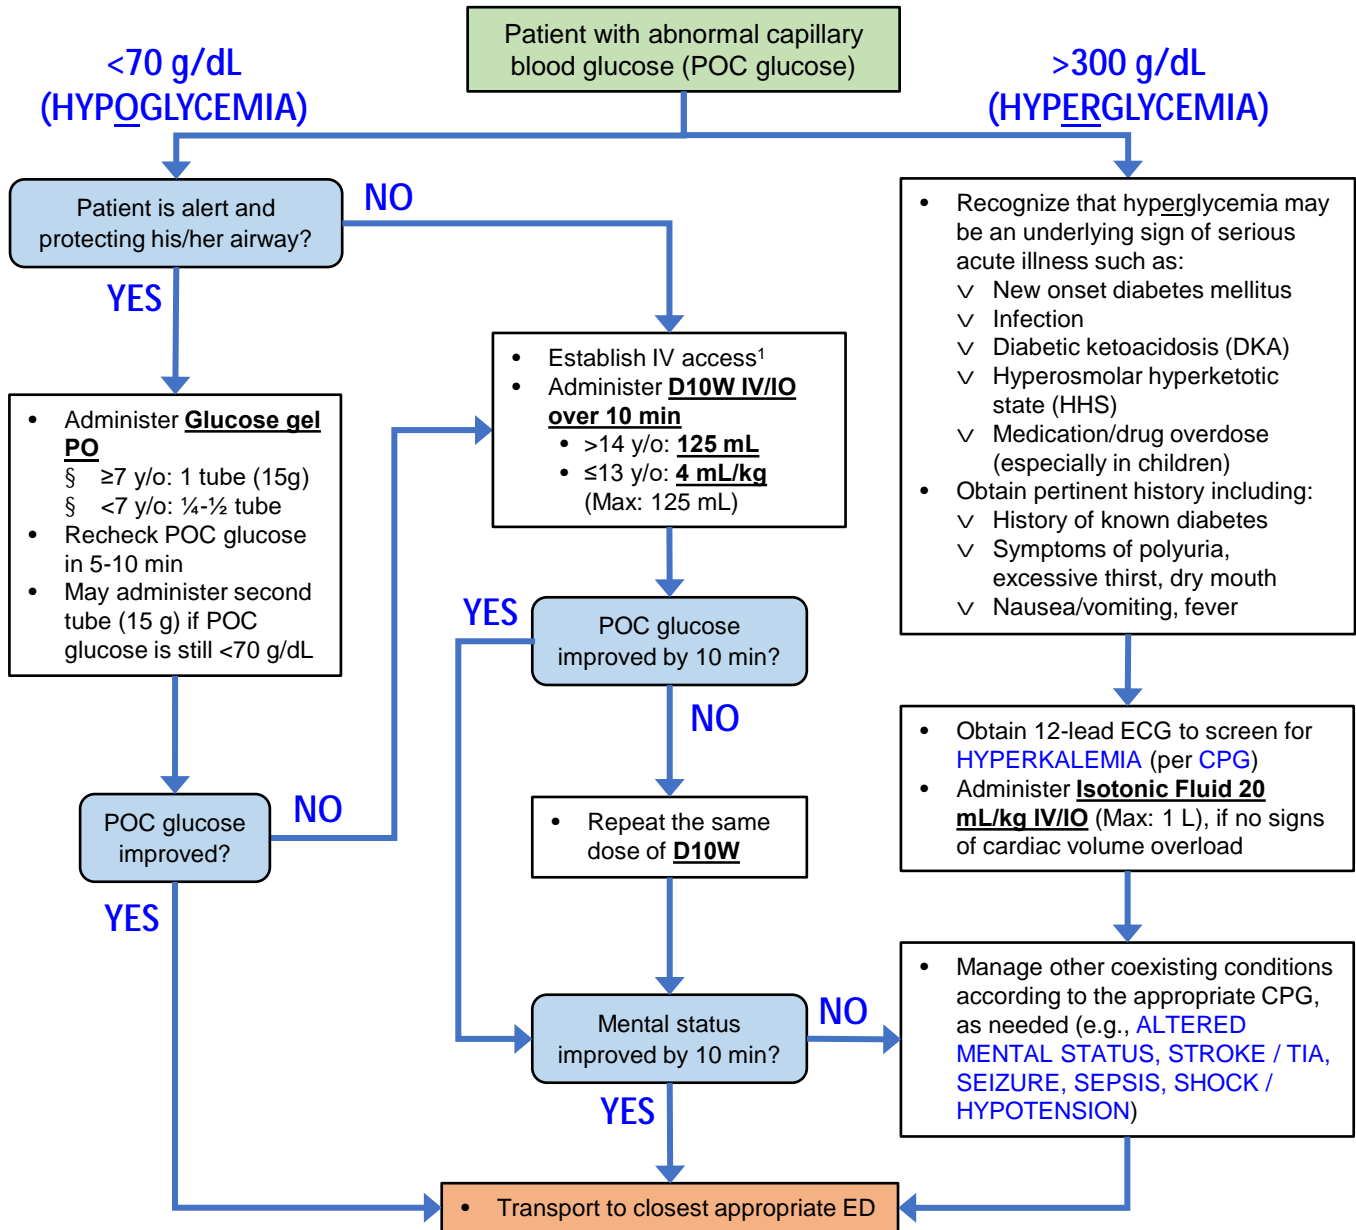 Patient with abnormal capillary
blood glucose (POC glucose)
<70 g/dL
(HYPOGLYCEMIA)
>300 g/dL
(HYPERGLYCEMIA)
Patient is alert and
protecting his/her airway?
NO
YES
• Administer Glucose gel
PO
§ ≥7 y/o: 1 tube (15g)
§ <7 y/o: ¼-½ tube
• Recheck POC glucose
in 5-10 min
• May administer second
tube (15 g) if POC
glucose is still <70 g/dL
POC glucose
improved?
NO
YES
• Establish IV access¹
• Administer D10W IV/IO
over 10 min
• >14 y/o: 125 mL
• ≤13 y/o: 4 mL/kg
(Max: 125 mL)
YES
POC glucose
improved by 10 min?
NO
• Repeat the same
dose of D10W
Mental status
improved by 10 min?
NO
YES
• Recognize that hyperglycemia may
be an underlying sign of serious
acute illness such as:
v New onset diabetes mellitus
v Infection
v Diabetic ketoacidosis (DKA)
v Hyperosmolar hyperketotic
state (HHS)
v Medication/drug overdose
(especially in children)
• Obtain pertinent history including:
v History of known diabetes
v Symptoms of polyuria,
excessive thirst, dry mouth
v Nausea/vomiting, fever
• Obtain 12-lead ECG to screen for
HYPERKALEMIA (per CPG)
• Administer Isotonic Fluid 20
mL/kg IV/IO (Max: 1 L), if no signs
of cardiac volume overload
• Manage other coexisting conditions
according to the appropriate CPG,
as needed (e.g., ALTERED
MENTAL STATUS, STROKE / TIA,
SEIZURE, SEPSIS, SHOCK /
HYPOTENSION)
• Transport to closest appropriate ED